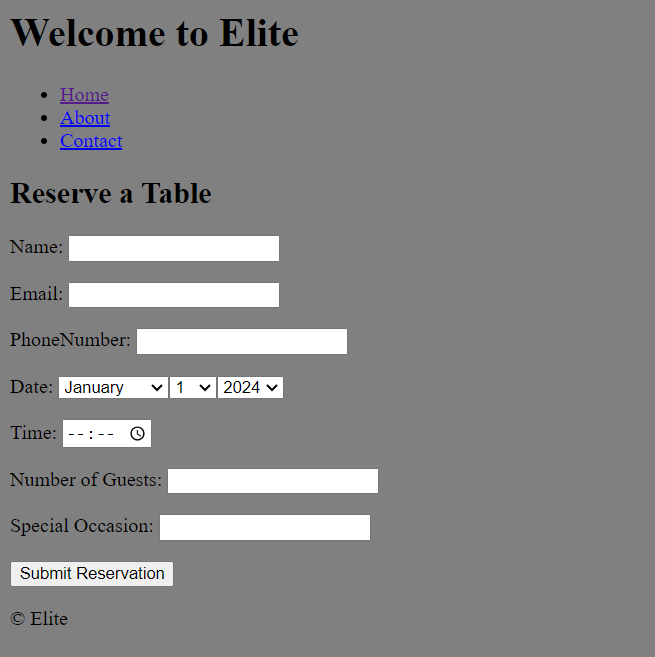 Welcome to Elite
Home
About
Contact
Reserve a Table
Name:
Email:
PhoneNumber:
Date: January 1 2024
Time: --:--
Number of Guests:
Special Occasion:
Submit Reservation
© Elite